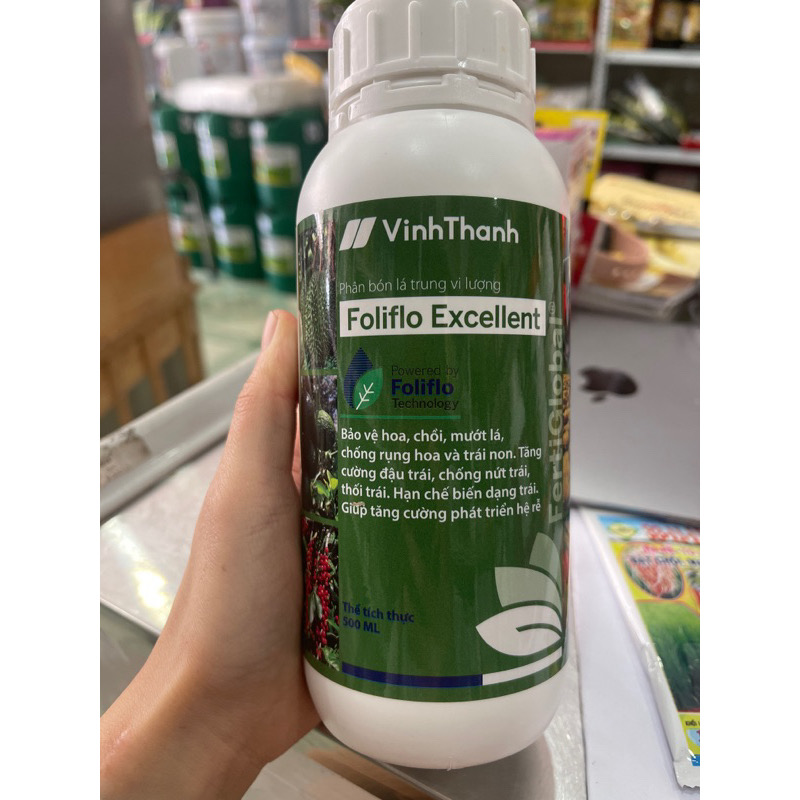 VinhThanh
Phân bón lá trung vi lượng
Foliflo Excellent
Powered by
Foliflo
Technology
Bảo vệ hoa, chồi, mướt lá,
chống rụng hoa và trái non. Tăng
cường đậu trái, chống nứt trái,
thối trái. Hạn chế biến dạng trái.
Giúp tăng cường phát triển hệ rễ
Thể tích thực
500 ML
FertiGlobal®